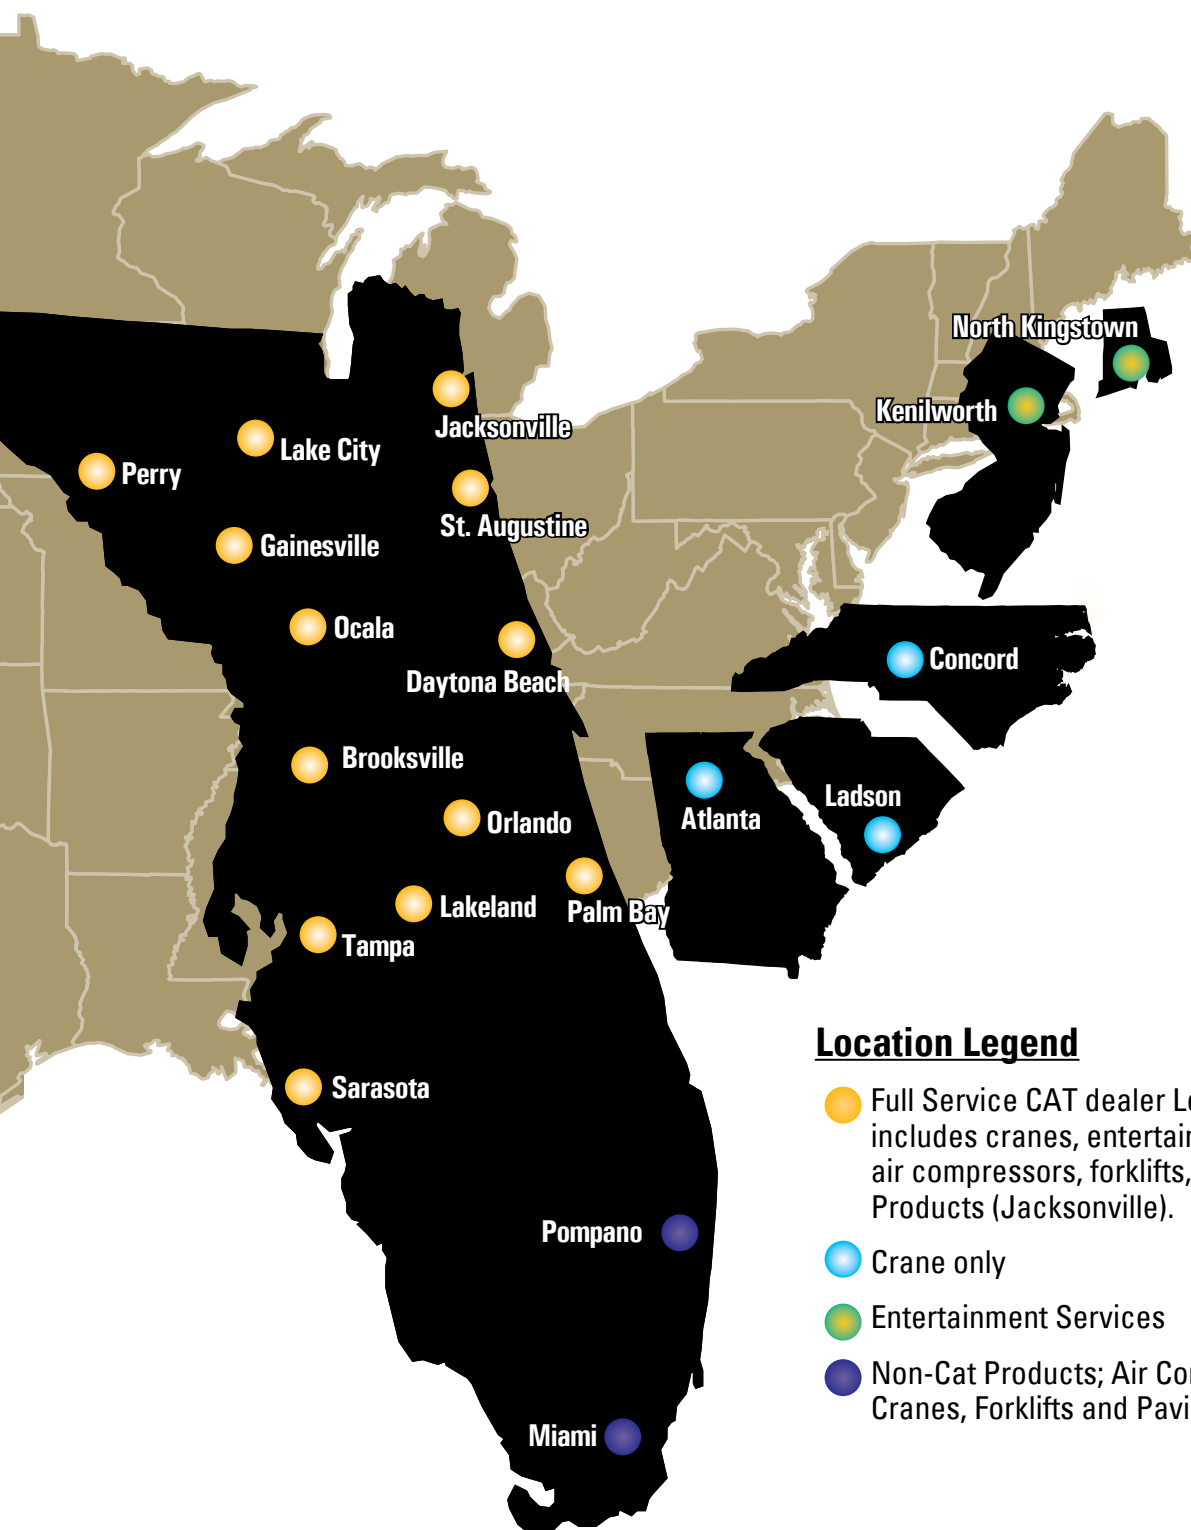 North Kingstown
Kenilworth
Jacksonville
Lake City
Perry
St. Augustine
Gainesville
Ocala
Concord
Daytona Beach
Brooksville
Ladson
Orlando
Atlanta
Lakeland
Palm Bay
Tampa
Location Legend
Sarasota
Full Service CAT dealer
includes cranes,
air compressors, forklifts,
Products (Jacksonville).
Pompano
Crane only
Entertainment Services
Non-Cat Products; Air
Cranes, Forklifts and
Miami